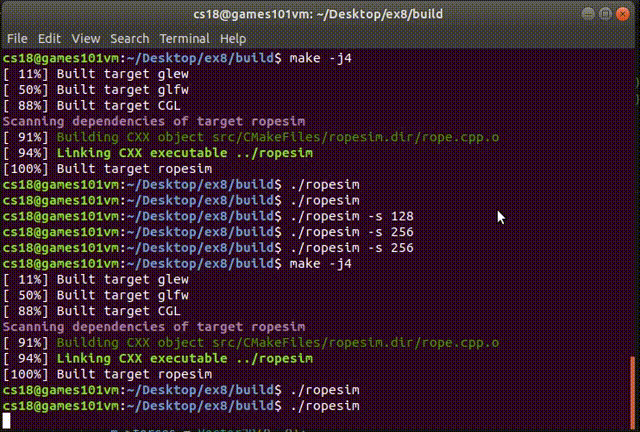 cs18@games101vm: ~/Desktop/ex8/build
File Edit View Search Terminal Help
cs18@games101vm:~/Desktop/ex8/build$ make -j4
[ 11%] Built target glew
[ 50%] Built target glfw
[ 88%] Built target CGL
Scanning dependencies of target ropesim
[ 91%] Building CXX object src/CMakeFiles/ropesim.dir/rope.cpp.o
[ 94%] Linking CXX executable ../ropesim
[100%] Built target ropesim
cs18@games101vm:~/Desktop/ex8/build$ ./ropesim
cs18@games101vm:~/Desktop/ex8/build$ ./ropesim
cs18@games101vm:~/Desktop/ex8/build$ ./ropesim -s 128
cs18@games101vm:~/Desktop/ex8/build$ ./ropesim -s 256
cs18@games101vm:~/Desktop/ex8/build$ ./ropesim -s 256
cs18@games101vm:~/Desktop/ex8/build$ make -j4
[ 11%] Built target glew
[ 50%] Built target glfw
[ 88%] Built target CGL
Scanning dependencies of target ropesim
[ 91%] Building CXX object src/CMakeFiles/ropesim.dir/rope.cpp.o
[ 94%] Linking CXX executable ../ropesim
[100%] Built target ropesim
cs18@games101vm:~/Desktop/ex8/build$ ./ropesim
cs18@games101vm:~/Desktop/ex8/build$ ./ropesim